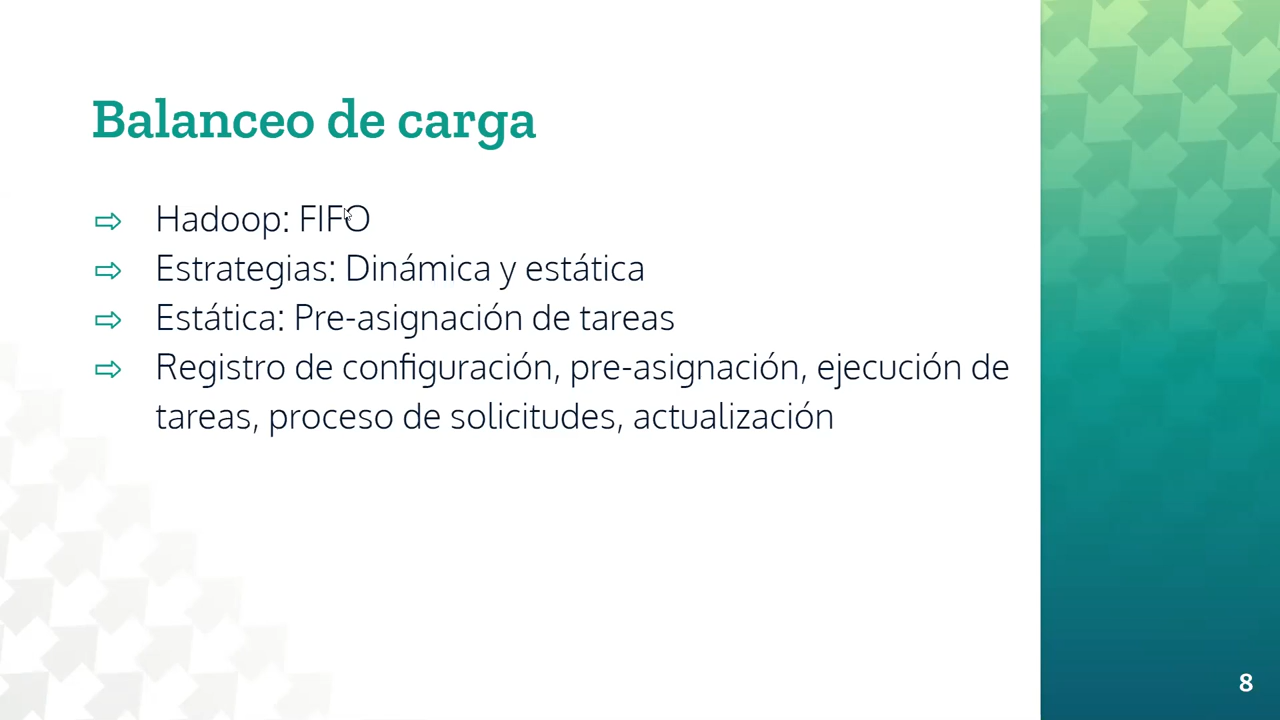 Balanceo de carga
⇨ Hadoop: FIFO
⇨ Estrategias: Dinámica y estática
⇨ Estática: Pre-asignación de tareas
⇨ Registro de configuración, pre-asignación, ejecución de
tareas, proceso de solicitudes, actualización
8